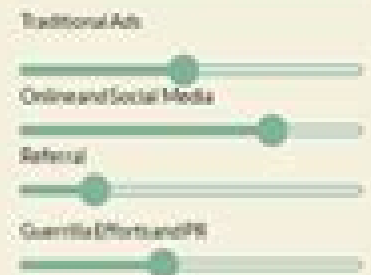 Traditional Ads
Online and Social Media
Referral
Guerrilla Efforts and PR